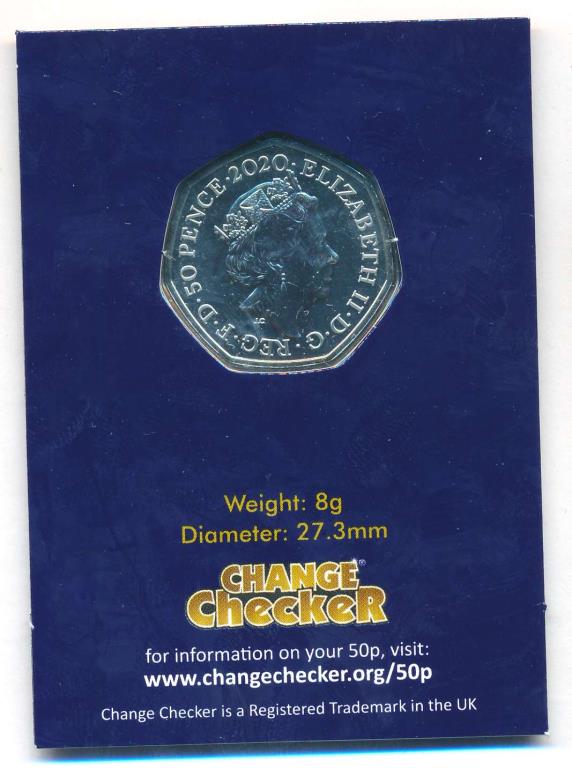 ELIZABETH II · D · G · REG · F · D · 50 PENCE · 2020 ·
J.C
Weight: 8g
Diameter: 27.3mm
CHANGE
CHecKeR®
for information on your 50p, visit:
www.changechecker.org/50p
Change Checker is a Registered Trademark in the UK